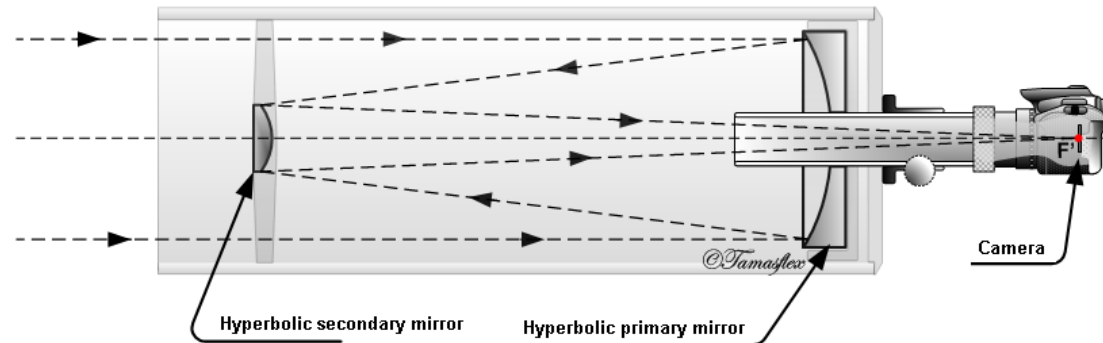 F'
©Tamasflex
Camera
Hyperbolic secondary mirror
Hyperbolic primary mirror